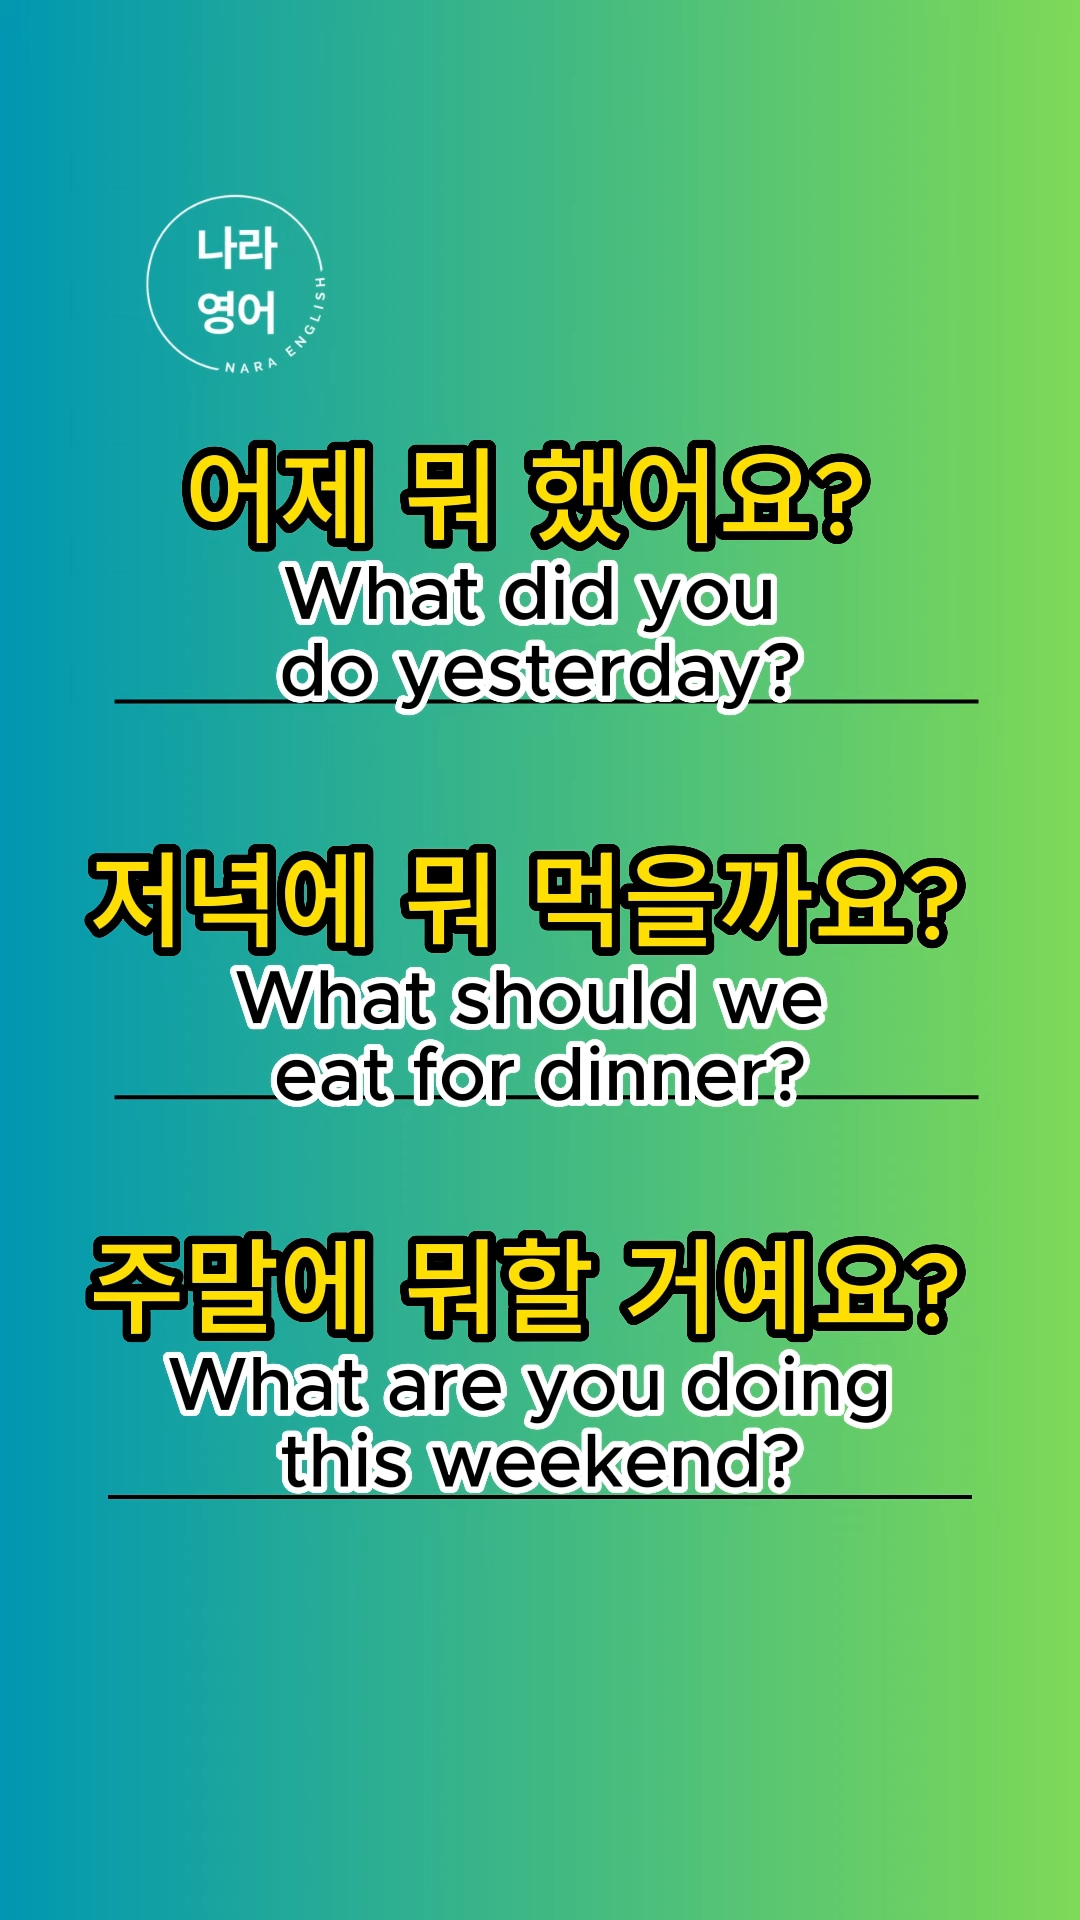 나라
영어
NARA ENGLISH
어제 뭐 했어요?
What did you
do yesterday?
저녁에 뭐 먹을까요?
What should we
eat for dinner?
주말에 뭐할 거예요?
What are you doing
this weekend?